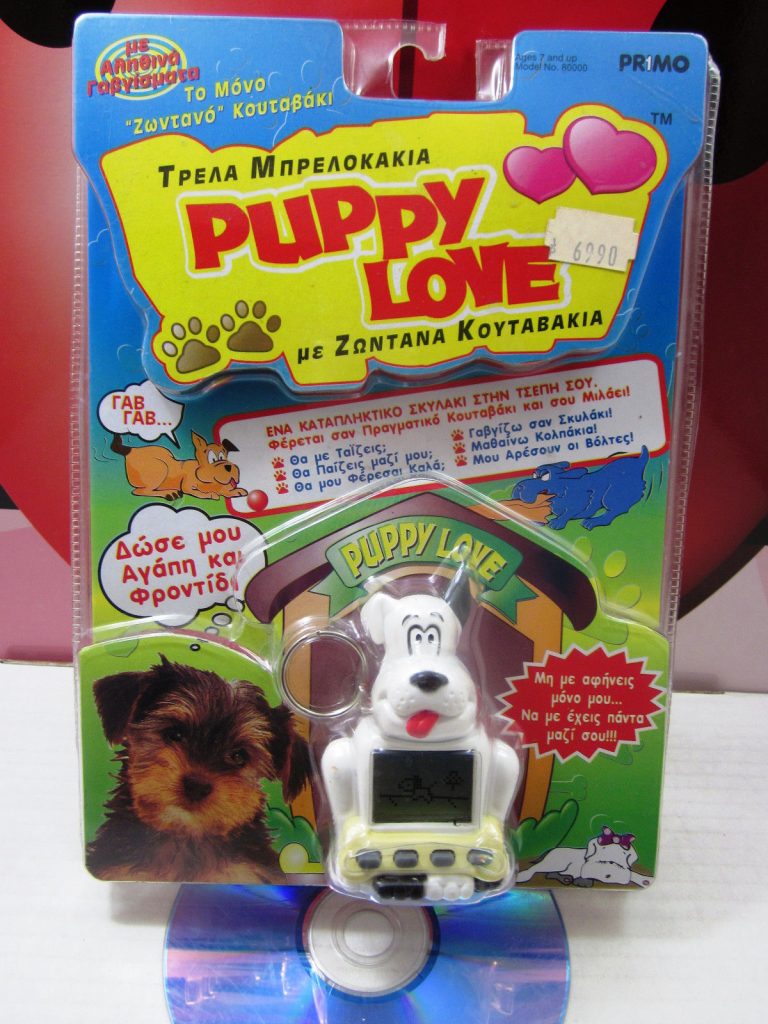 με
Αληθινά
Γαβγίσματα
Το Μόνο
"Ζωντανό" Κουταβάκι
Ages 7 and up
Model No. 80000
PR1MO
TM
ΤΡΕΛΑ ΜΠΡΕΛΟΚΑΚΙΑ
PUPPY
LOVE
6990
με ΖΩΝΤΑΝΑ ΚΟΥΤΑΒΑΚΙΑ
ΓΑΒ
ΓΑΒ...
ΕΝΑ ΚΑΤΑΠΛΗΚΤΙΚΟ ΣΚΥΛΑΚΙ ΣΤΗΝ ΤΣΕΠΗ ΣΟΥ.
Φέρεται σαν Πραγματικό Κουταβάκι και σου Μιλάει!
Θα με Ταΐζεις;
Θα Παίζεις μαζί μου;
Θα μου Φέρεσαι Καλά;
Γαβγίζω σαν Σκυλάκι!
Μαθαίνω Κολπάκια!
Μου Αρέσουν οι Βόλτες!
Δώσε μου
Αγάπη και
Φροντίδα
PUPPY LOVE
Μη με αφήνεις
μόνο μου...
Να με έχεις πάντα
μαζί σου!!!